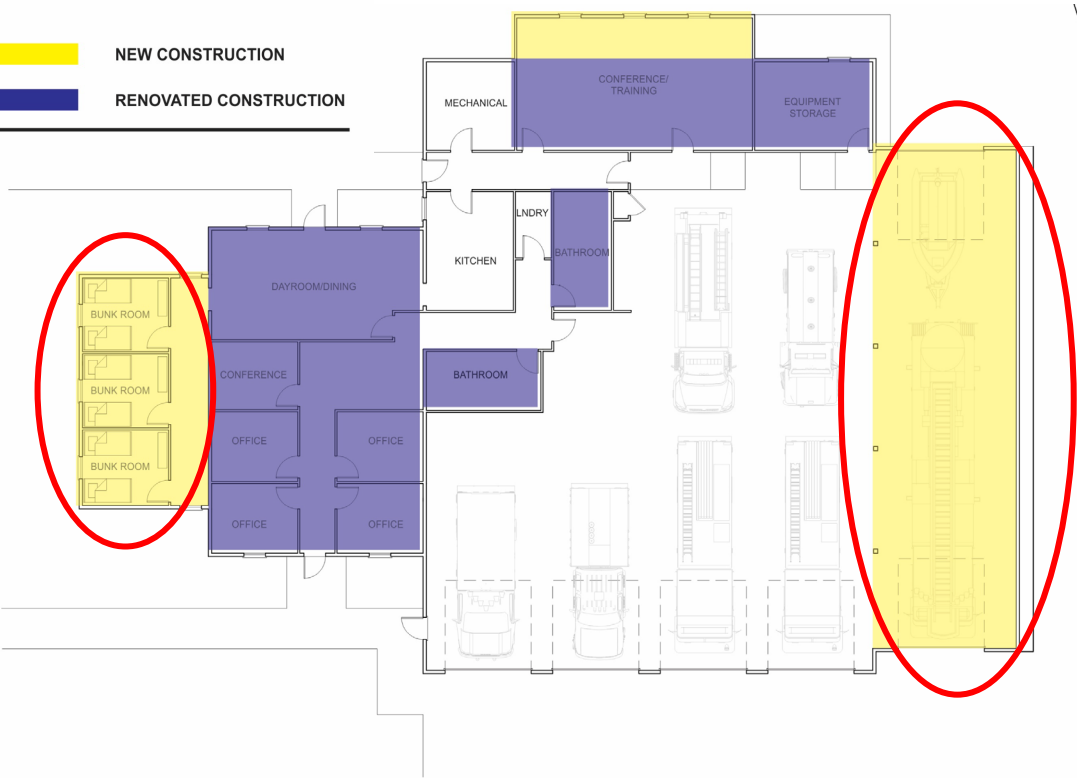 NEW CONSTRUCTION
RENOVATED CONSTRUCTION
MECHANICAL
CONFERENCE/
TRAINING
EQUIPMENT
STORAGE
LNDRY
KITCHEN
BATHROOM
DAYROOM/DINING
BUNK ROOM
CONFERENCE
BATHROOM
BUNK ROOM
OFFICE
OFFICE
BUNK ROOM
OFFICE
OFFICE